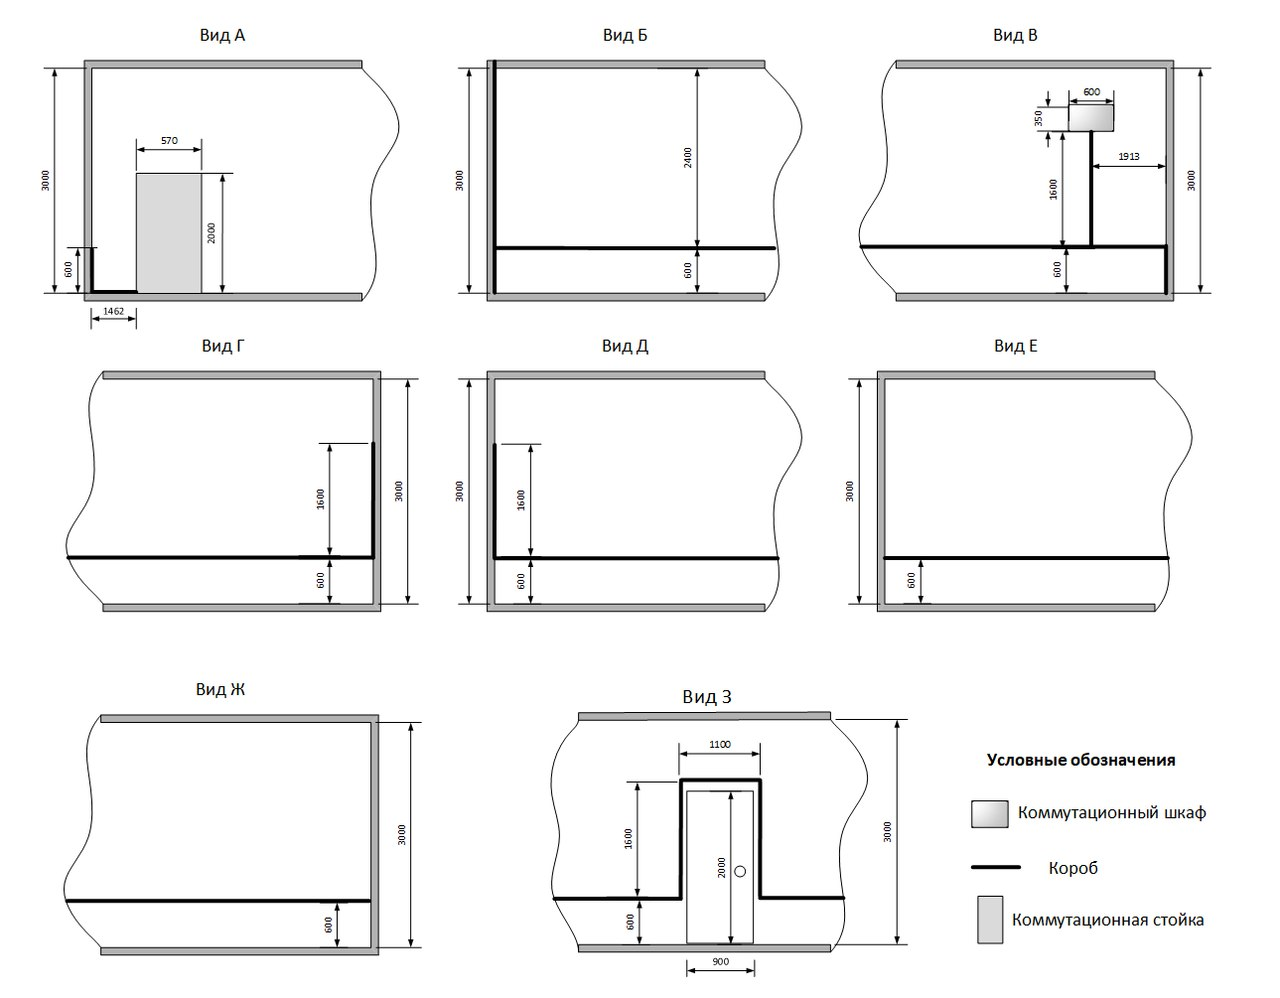 Вид А
570
3000
2000
600
1462
Вид Б
3000
2400
600
Вид В
600
350
1913
1600
3000
600
Вид Г
1600
3000
600
Вид Д
3000
1600
600
Вид Е
3000
600
Вид Ж
3000
600
Вид З
1100
1600
2000
3000
600
900
Условные обозначения
Коммутационный шкаф
Короб
Коммутационная стойка